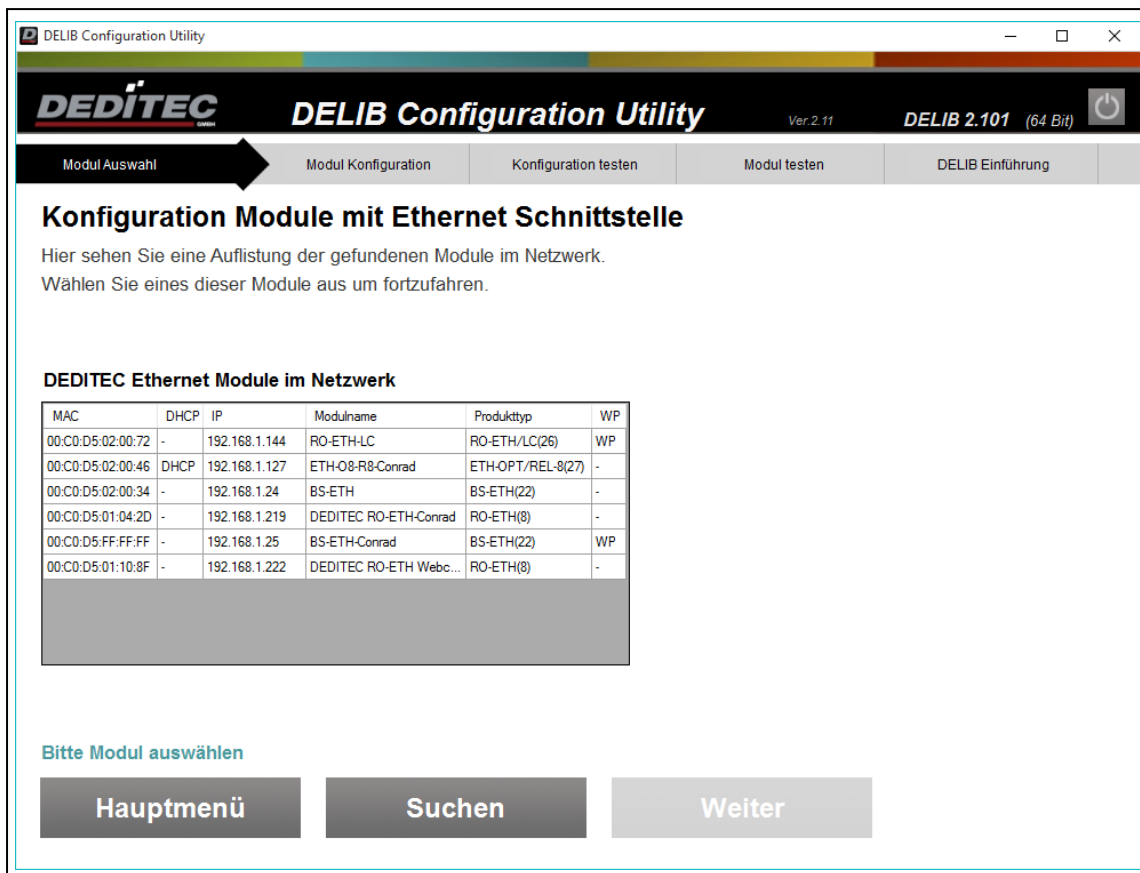 DELIB Configuration Utility
DEDITEC GMBH DELIB Configuration Utility Ver.2.11 DELIB 2.101 (64 Bit)
Modul Auswahl Modul Konfiguration Konfiguration testen Modul testen DELIB Einführung
Konfiguration Module mit Ethernet Schnittstelle
Hier sehen Sie eine Auflistung der gefundenen Module im Netzwerk.
Wählen Sie eines dieser Module aus um fortzufahren.
DEDITEC Ethernet Module im Netzwerk
MAC DHCP IP Modulname Produkttyp WP
00:C0:D5:02:00:72 - 192.168.1.144 RO-ETH-LC RO-ETH/LC(26) WP
00:C0:D5:02:00:46 DHCP 192.168.1.127 ETH-O8-R8-Conrad ETH-OPT/REL-8(27) -
00:C0:D5:02:00:34 - 192.168.1.24 BS-ETH BS-ETH(22) -
00:C0:D5:01:04:2D - 192.168.1.219 DEDITEC RO-ETH-Conrad RO-ETH(8) -
00:C0:D5:FF:FF:FF - 192.168.1.25 BS-ETH-Conrad BS-ETH(22) WP
00:C0:D5:01:10:8F - 192.168.1.222 DEDITEC RO-ETH Webc... RO-ETH(8) -
Bitte Modul auswählen
Hauptmenü Suchen Weiter